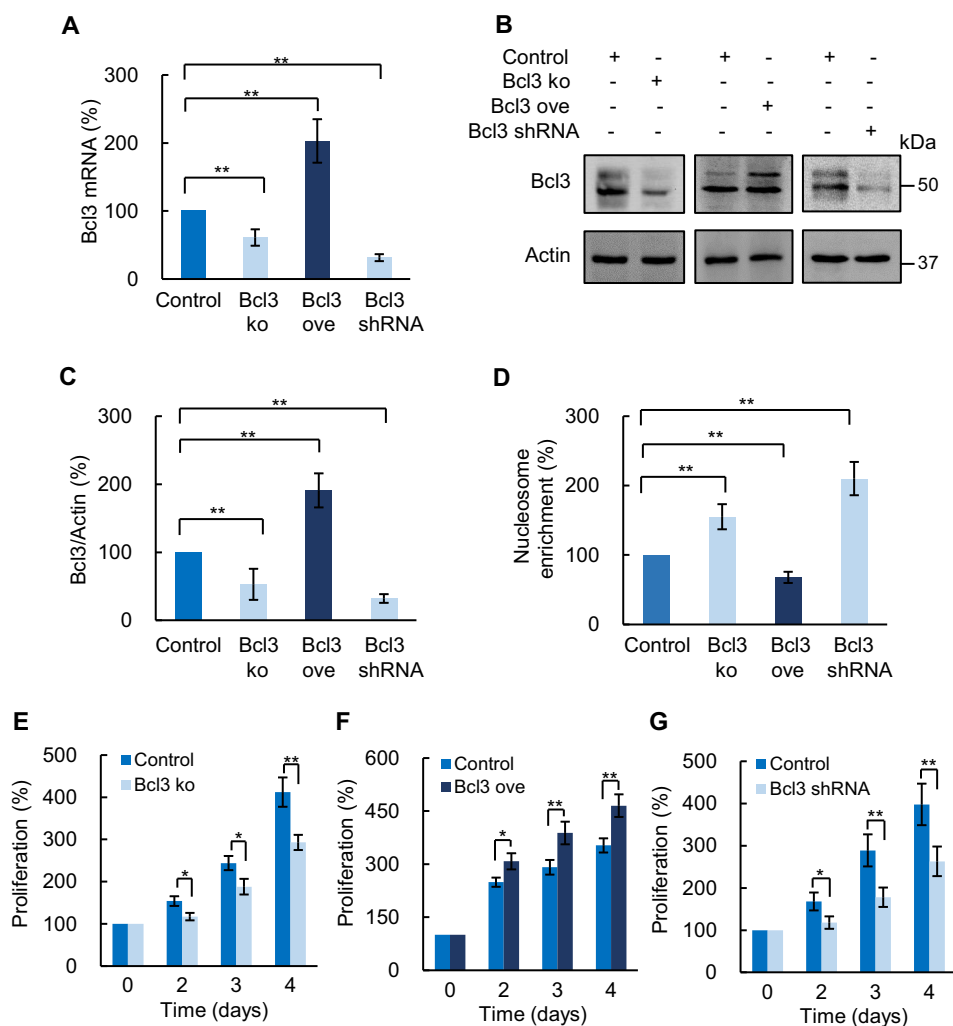 A
Bcl3 mRNA (%)
300
200
100
0
**
**
**
Control
Bcl3 ko
Bcl3 ove
Bcl3 shRNA
B
Control + - + - + -
Bcl3 ko - + - - - -
Bcl3 ove - - - + - -
Bcl3 shRNA - - - - - +
kDa
Bcl3
50
Actin
37
C
Bcl3/Actin (%)
300
200
100
0
**
**
**
Control
Bcl3 ko
Bcl3 ove
Bcl3 shRNA
D
Nucleosome
enrichment (%)
300
200
100
0
**
**
**
Control
Bcl3 ko
Bcl3 ove
Bcl3 shRNA
E
Proliferation (%)
500
400
300
200
100
0
Control
Bcl3 ko
*
*
**
0 2 3 4
Time (days)
F
Proliferation (%)
600
450
300
150
0
Control
Bcl3 ove
*
**
**
0 2 3 4
Time (days)
G
Proliferation (%)
500
400
300
200
100
0
Control
Bcl3 shRNA
*
**
**
0 2 3 4
Time (days)